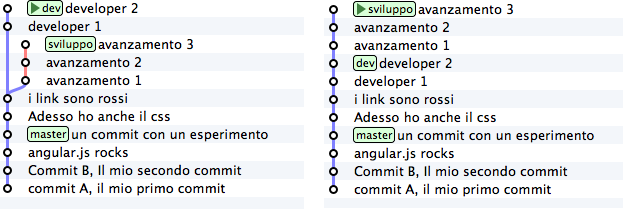 dev developer 2
developer 1
sviluppo avanzamento 3
avanzamento 2
avanzamento 1
i link sono rossi
Adesso ho anche il css
master un commit con un esperimento
angular.js rocks
Commit B, Il mio secondo commit
commit A, il mio primo commit
sviluppo avanzamento 3
avanzamento 2
avanzamento 1
dev developer 2
developer 1
i link sono rossi
Adesso ho anche il css
master un commit con un esperimento
angular.js rocks
Commit B, Il mio secondo commit
commit A, il mio primo commit